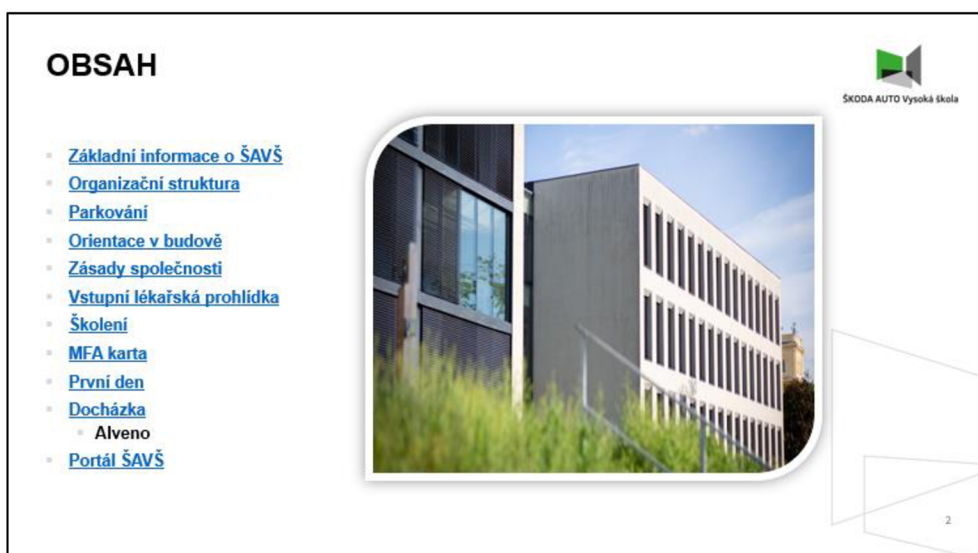 OBSAH
ŠKODA AUTO Vysoká škola
Základní informace o ŠAVŠ
Organizační struktura
Parkování
Orientace v budově
Zásady společnosti
Vstupní lékařská prohlídka
Školení
MFA karta
První den
Docházka
Alveno
Portál ŠAVŠ
2